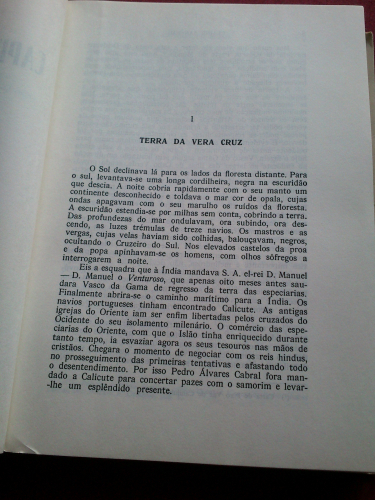 I
TERRA DA VERA CRUZ
O Sol declinava lá para os lados da floresta distante. Para
o sul, levantava-se uma longa cordilheira, negra na escuridão
que descia. A noite cobria rapidamente com o seu manto um
continente desconhecido e toldava o mar cor de opala, cujas
ondas apagavam com o seu marulho os ruídos da floresta.
A escuridão estendia-se por milhas sem conta, cobrindo a terra.
Das profundezas do mar ondulavam, ora subindo, ora des-
cendo, as luzes trémulas de treze navios. Os mastros e as
vergas, cujas velas haviam sido colhidas, balouçavam, negros,
ocultando o Cruzeiro do Sul. Nos elevados castelos da proa
e da popa apinhavam-se os homens, com olhos sôfregos a
interrogarem a noite.
Eis a esquadra que à Índia mandava S. A. el-rei D. Manuel
— D. Manuel o Venturoso, que apenas oito meses antes sau-
dara Vasco da Gama de regresso da terra das especiarias.
Finalmente abrira-se o caminho marítimo para a Índia. Os
navios portugueses tinham encontrado Calicute. As antigas
igrejas do Oriente iam ser enfim libertadas pelos cruzados do
Ocidente do seu isolamento milenário. O comércio das espe-
ciarias do Oriente, com que o Islão tinha enriquecido durante
tanto tempo, ia esvaziar agora os seus tesouros nas mãos de
cristãos. Chegara o momento de negociar com os reis hindus,
no prosseguimento das primeiras tentativas e afastando todo
o desentendimento. Por isso Pedro Álvares Cabral fora man-
dado a Calicute para concertar pazes com o samorim e levar-
-lhe um esplêndido presente.